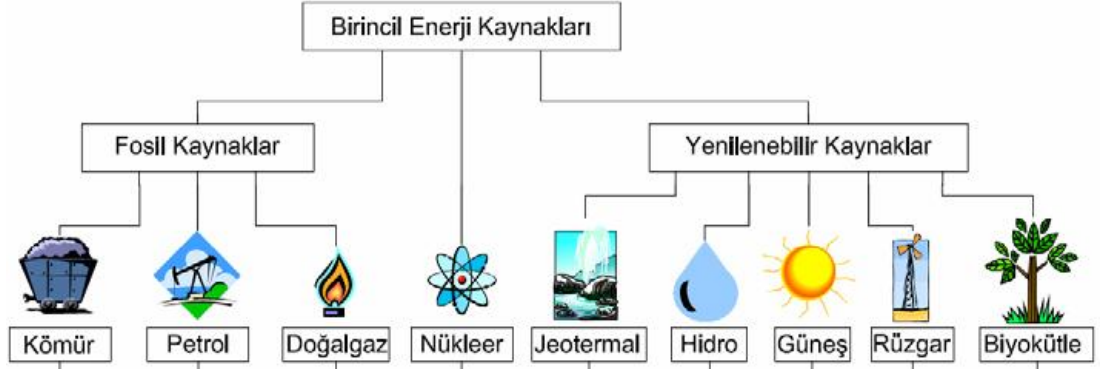 Birincil Enerji Kaynakları
Fosil Kaynaklar
Yenilenebilir Kaynaklar
Kömür
Petrol
Doğalgaz
Nükleer
Jeotermal
Hidro
Güneş
Rüzgar
Biyokütle